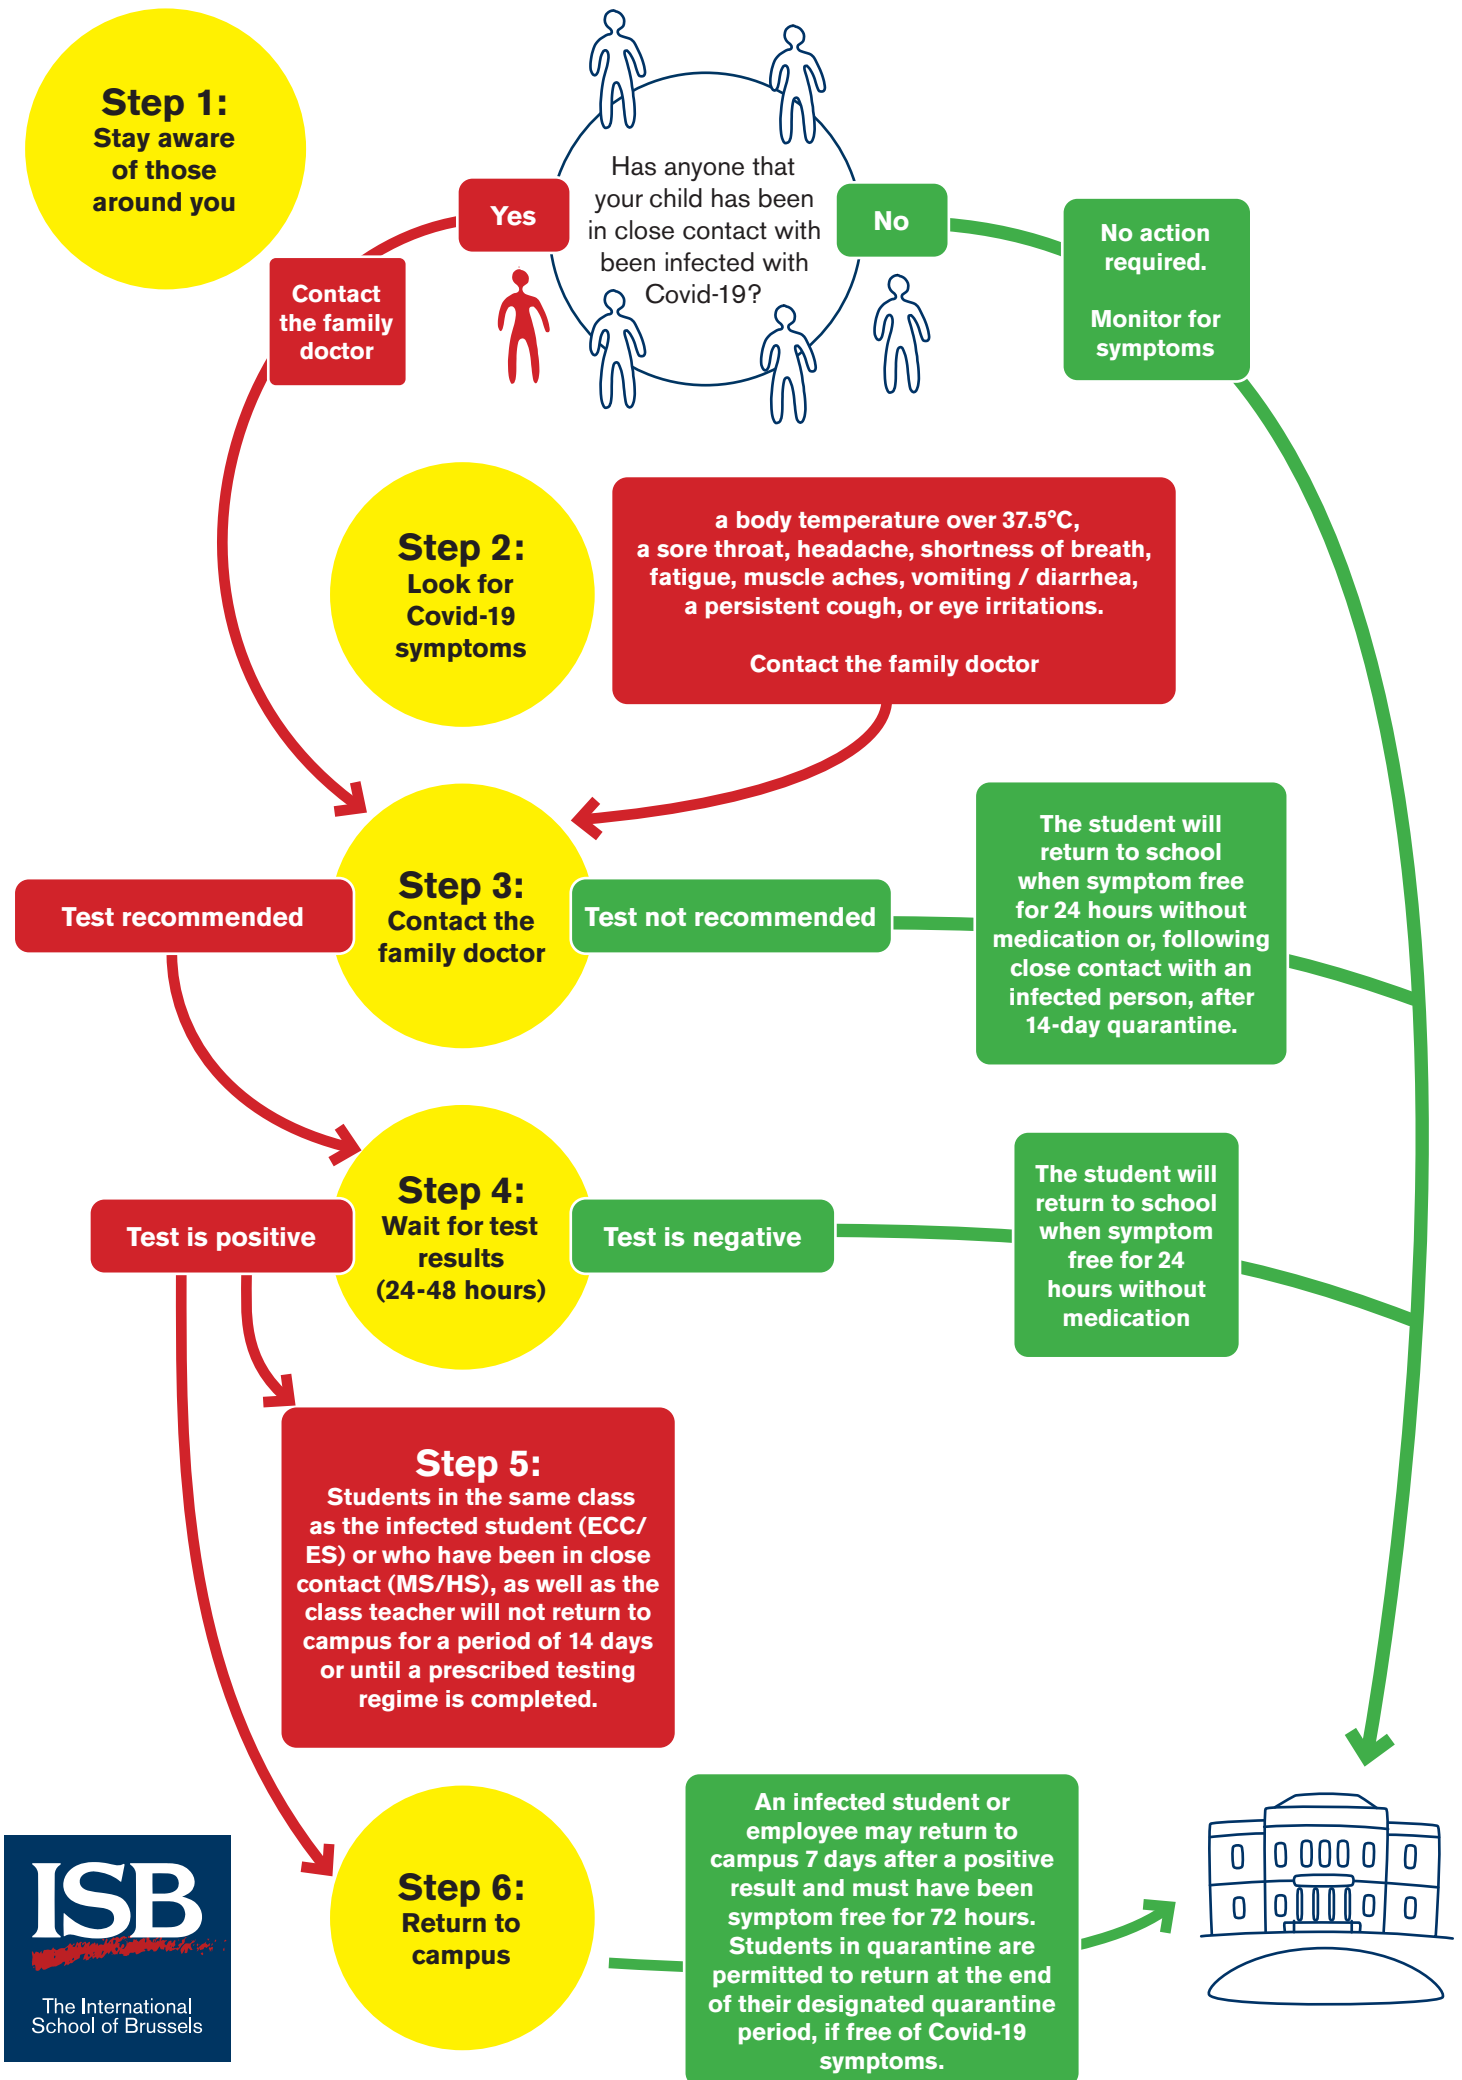 Step 1:
Stay aware
of those
around you
Has anyone that
your child has been
in close contact with
been infected with
Covid-19?
Yes
No
Contact
the family
doctor
No action
required.
Monitor for
symptoms
Step 2:
Look for
Covid-19
symptoms
a body temperature over 37.5°C,
a sore throat, headache, shortness of breath,
fatigue, muscle aches, vomiting / diarrhea,
a persistent cough, or eye irritations.
Contact the family doctor
Step 3:
Contact the
family doctor
Test recommended
Test not recommended
The student will
return to school
when symptom free
for 24 hours without
medication or, following
close contact with an
infected person, after
14-day quarantine.
Step 4:
Wait for test
results
(24-48 hours)
Test is positive
Test is negative
The student will
return to school
when symptom
free for 24
hours without
medication
Step 5:
Students in the same class
as the infected student (ECC/
ES) or who have been in close
contact (MS/HS), as well as the
class teacher will not return to
campus for a period of 14 days
or until a prescribed testing
regime is completed.
Step 6:
Return to
campus
An infected student or
employee may return to
campus 7 days after a positive
result and must have been
symptom free for 72 hours.
Students in quarantine are
permitted to return at the end
of their designated quarantine
period, if free of Covid-19
symptoms.
ISB
The International
School of Brussels